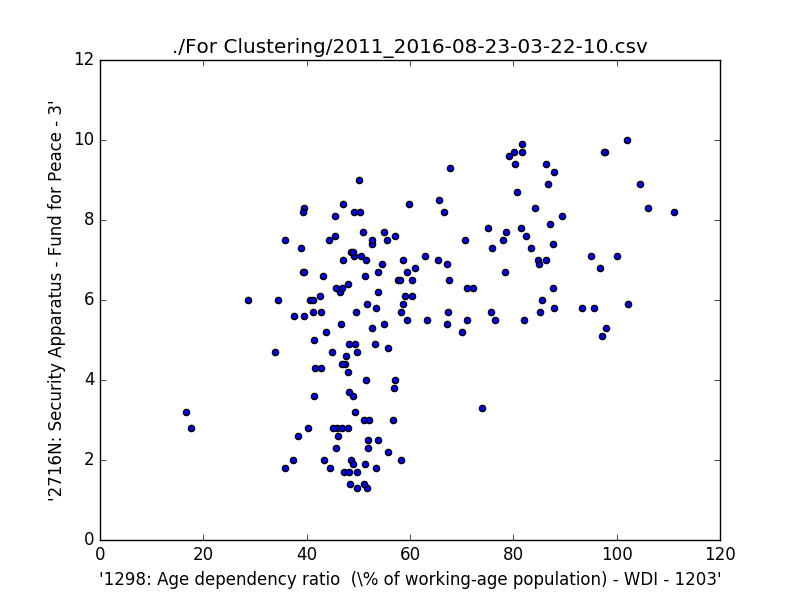 ./For Clustering/2011_2016-08-23-03-22-10.csv
12
10
8
6
4
2
0
'2716N: Security Apparatus - Fund for Peace - 3'
0 20 40 60 80 100 120
'1298: Age dependency ratio  (\% of working-age population) - WDI - 1203'